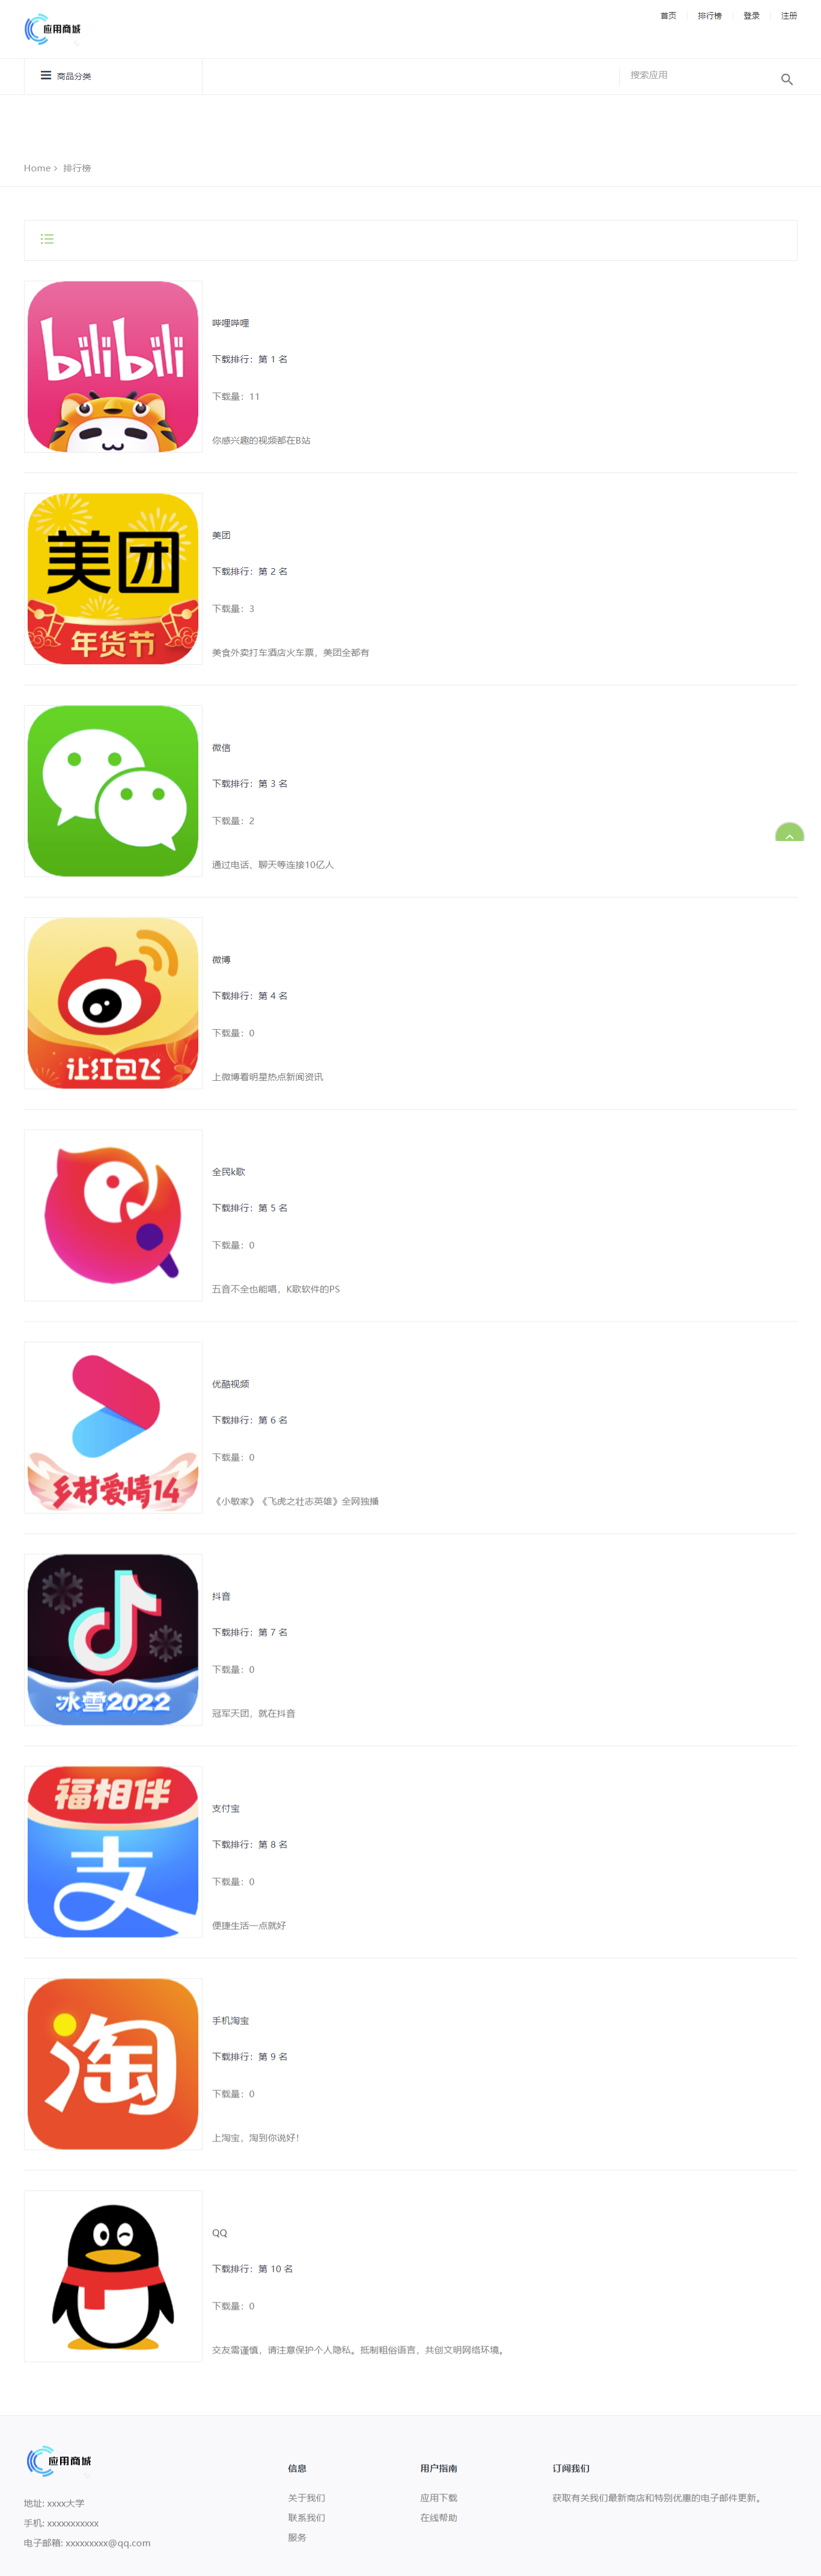 应用商城
首页
排行榜
登录
注册
商品分类
搜索应用
Home > 排行榜
bilibili
哔哩哔哩
下载排行：第 1 名
下载量：11
你感兴趣的视频都在B站
美团
年货节
美团
下载排行：第 2 名
下载量：3
美食外卖打车酒店火车票，美团全都有
微信
下载排行：第 3 名
下载量：2
通过电话、聊天等连接10亿人
让红包飞
微博
下载排行：第 4 名
下载量：0
上微博看明星热点新闻资讯
全民k歌
下载排行：第 5 名
下载量：0
五音不全也能唱，K歌软件的PS
乡村爱情14
优酷视频
下载排行：第 6 名
下载量：0
《小敏家》《飞虎之壮志英雄》全网独播
冰雪2022
抖音
下载排行：第 7 名
下载量：0
冠军天团，就在抖音
福相伴
支
支付宝
下载排行：第 8 名
下载量：0
便捷生活一点就好
淘
手机淘宝
下载排行：第 9 名
下载量：0
上淘宝，淘到你说好！
QQ
下载排行：第 10 名
下载量：0
交友需谨慎，请注意保护个人隐私。抵制粗俗语言，共创文明网络环境。
应用商城
地址: xxxx大学
手机: xxxxxxxxxxx
电子邮箱: xxxxxxxxx@qq.com
信息
关于我们
联系我们
服务
用户指南
应用下载
在线帮助
订阅我们
获取有关我们最新商店和特别优惠的电子邮件更新。